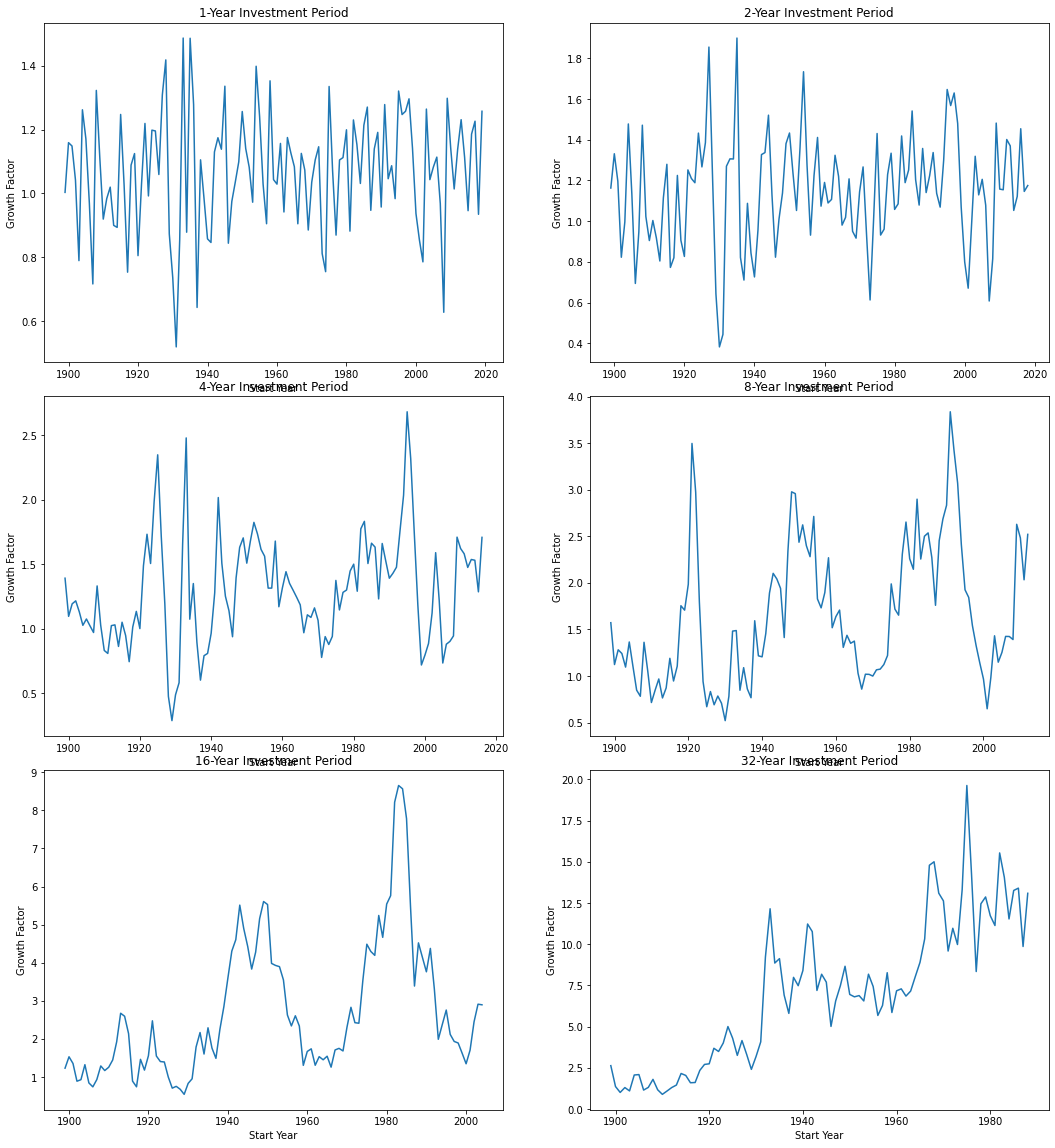 1-Year Investment Period
Growth Factor
1.4
1.2
1.0
0.8
0.6
1900 1920 1940 1960 1980 2000 2020
Start Year
2-Year Investment Period
Growth Factor
1.8
1.6
1.4
1.2
1.0
0.8
0.6
0.4
1900 1920 1940 1960 1980 2000 2020
Start Year
4-Year Investment Period
Growth Factor
2.5
2.0
1.5
1.0
0.5
1900 1920 1940 1960 1980 2000 2020
Start Year
8-Year Investment Period
Growth Factor
4.0
3.5
3.0
2.5
2.0
1.5
1.0
0.5
1900 1920 1940 1960 1980 2000
Start Year
16-Year Investment Period
Growth Factor
9
8
7
6
5
4
3
2
1
1900 1920 1940 1960 1980 2000
Start Year
32-Year Investment Period
Growth Factor
20.0
17.5
15.0
12.5
10.0
7.5
5.0
2.5
0.0
1900 1920 1940 1960 1980
Start Year